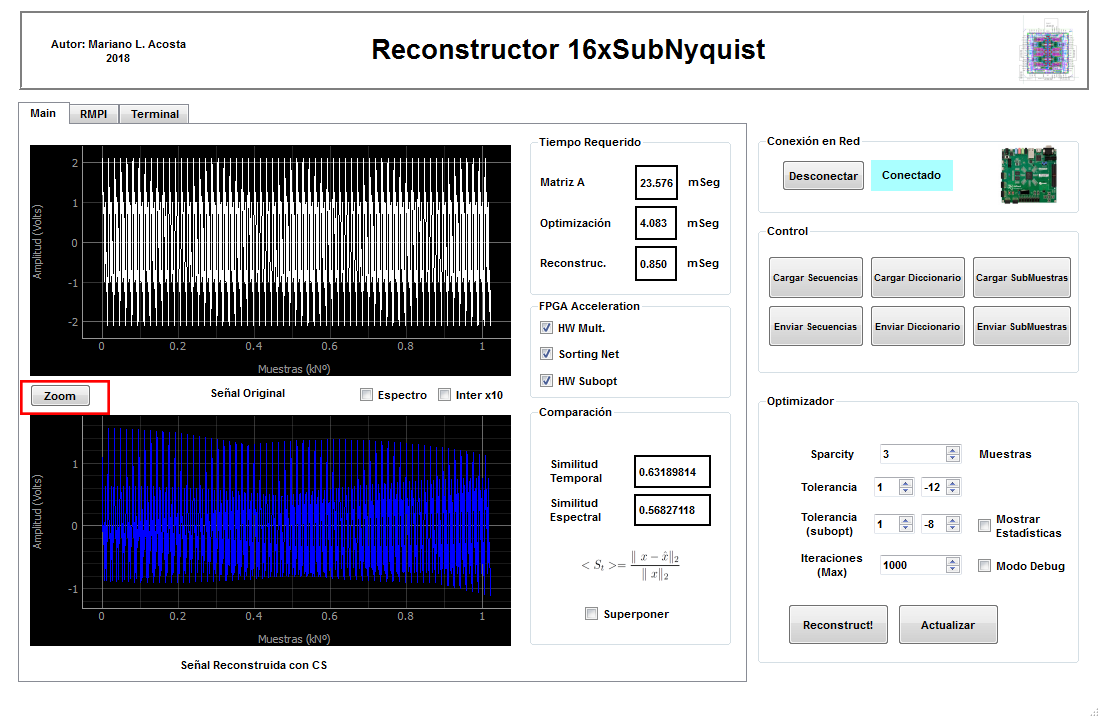 Autor: Mariano L. Acosta
2018
Reconstructor 16xSubNyquist
Main
RMPI
Terminal
2
1
0
-1
-2
Amplitud (Volts)
0
0.2
0.4
0.6
0.8
1
Muestras (kNº)
Zoom
Señal Original
Espectro
Inter x10
1
0
-1
Amplitud (Volts)
0
0.2
0.4
0.6
0.8
1
Muestras (kNº)
Señal Reconstruida con CS
Tiempo Requerido
Matriz A 23.576 mSeg
Optimización 4.083 mSeg
Reconstruc. 0.850 mSeg
FPGA Acceleration
HW Mult.
Sorting Net
HW Subopt
Comparación
Similitud
Temporal
0.63189814
Similitud
Espectral
0.56827118
< S_t >= ‖ x − x̂ ‖₂ / ‖ x ‖₂
Superponer
Conexión en Red
Desconectar
Conectado
Control
Cargar Secuencias
Cargar Diccionario
Cargar SubMuestras
Enviar Secuencias
Enviar Diccionario
Enviar SubMuestras
Optimizador
Sparcity 3 Muestras
Tolerancia 1 -12
Tolerancia
(subopt)
1 -8
Mostrar
Estadísticas
Iteraciones
(Max)
1000
Modo Debug
Reconstruct!
Actualizar